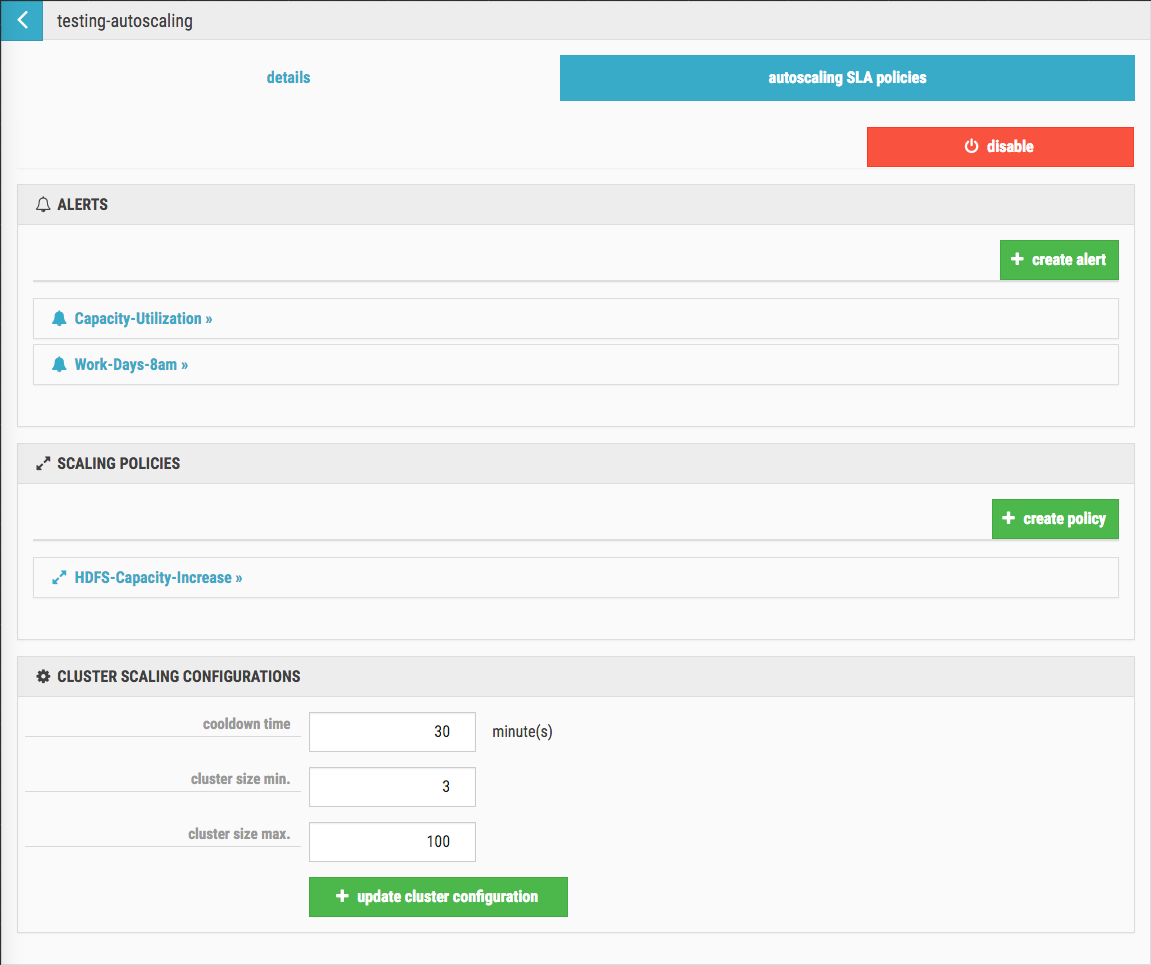 testing-autoscaling
details
autoscaling SLA policies
disable
ALERTS
create alert
Capacity-Utilization »
Work-Days-8am »
SCALING POLICIES
create policy
HDFS-Capacity-Increase »
CLUSTER SCALING CONFIGURATIONS
cooldown time 30 minute(s)
cluster size min. 3
cluster size max. 100
update cluster configuration